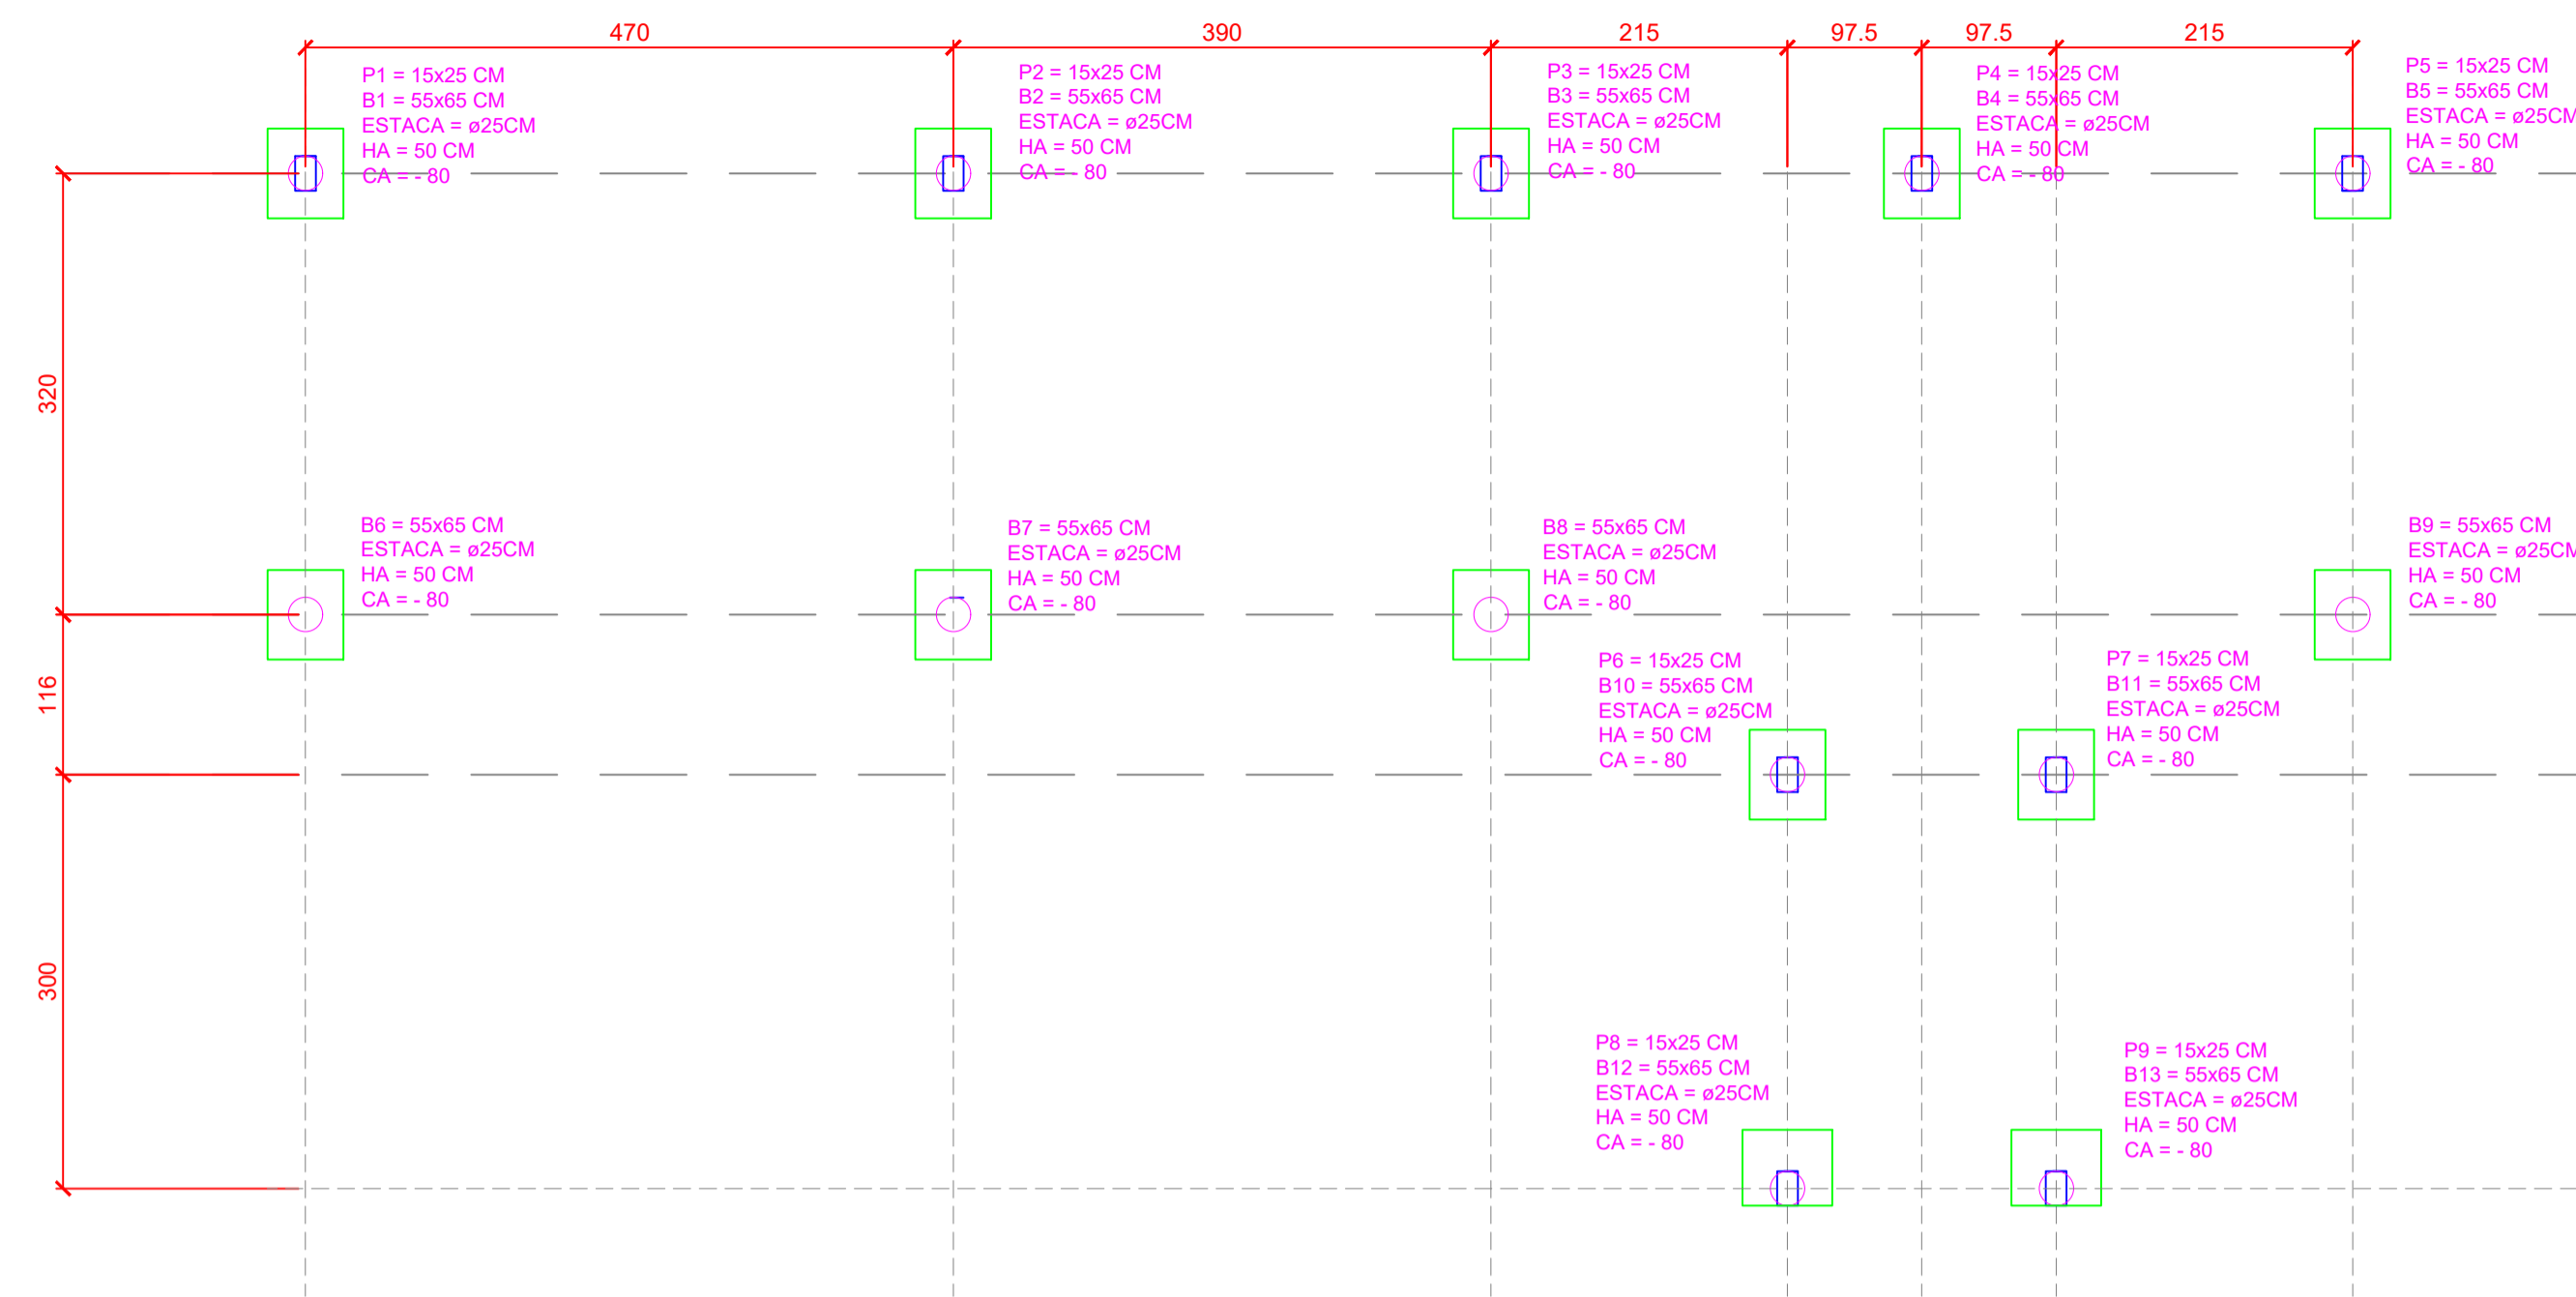 470
390
215
97.5
97.5
215
P1 = 15x25 CM
B1 = 55x65 CM
ESTACA = ø25CM
HA = 50 CM
CA = - 80
P2 = 15x25 CM
B2 = 55x65 CM
ESTACA = ø25CM
HA = 50 CM
CA = - 80
P3 = 15x25 CM
B3 = 55x65 CM
ESTACA = ø25CM
HA = 50 CM
CA = - 80
P4 = 15x25 CM
B4 = 55x65 CM
ESTACA = ø25CM
HA = 50 CM
CA = - 80
P5 = 15x25 CM
B5 = 55x65 CM
ESTACA = ø25CM
HA = 50 CM
CA = - 80
320
B6 = 55x65 CM
ESTACA = ø25CM
HA = 50 CM
CA = - 80
B7 = 55x65 CM
ESTACA = ø25CM
HA = 50 CM
CA = - 80
B8 = 55x65 CM
ESTACA = ø25CM
HA = 50 CM
CA = - 80
B9 = 55x65 CM
ESTACA = ø25CM
HA = 50 CM
CA = - 80
116
P6 = 15x25 CM
B10 = 55x65 CM
ESTACA = ø25CM
HA = 50 CM
CA = - 80
P7 = 15x25 CM
B11 = 55x65 CM
ESTACA = ø25CM
HA = 50 CM
CA = - 80
300
P8 = 15x25 CM
B12 = 55x65 CM
ESTACA = ø25CM
HA = 50 CM
CA = - 80
P9 = 15x25 CM
B13 = 55x65 CM
ESTACA = ø25CM
HA = 50 CM
CA = - 80